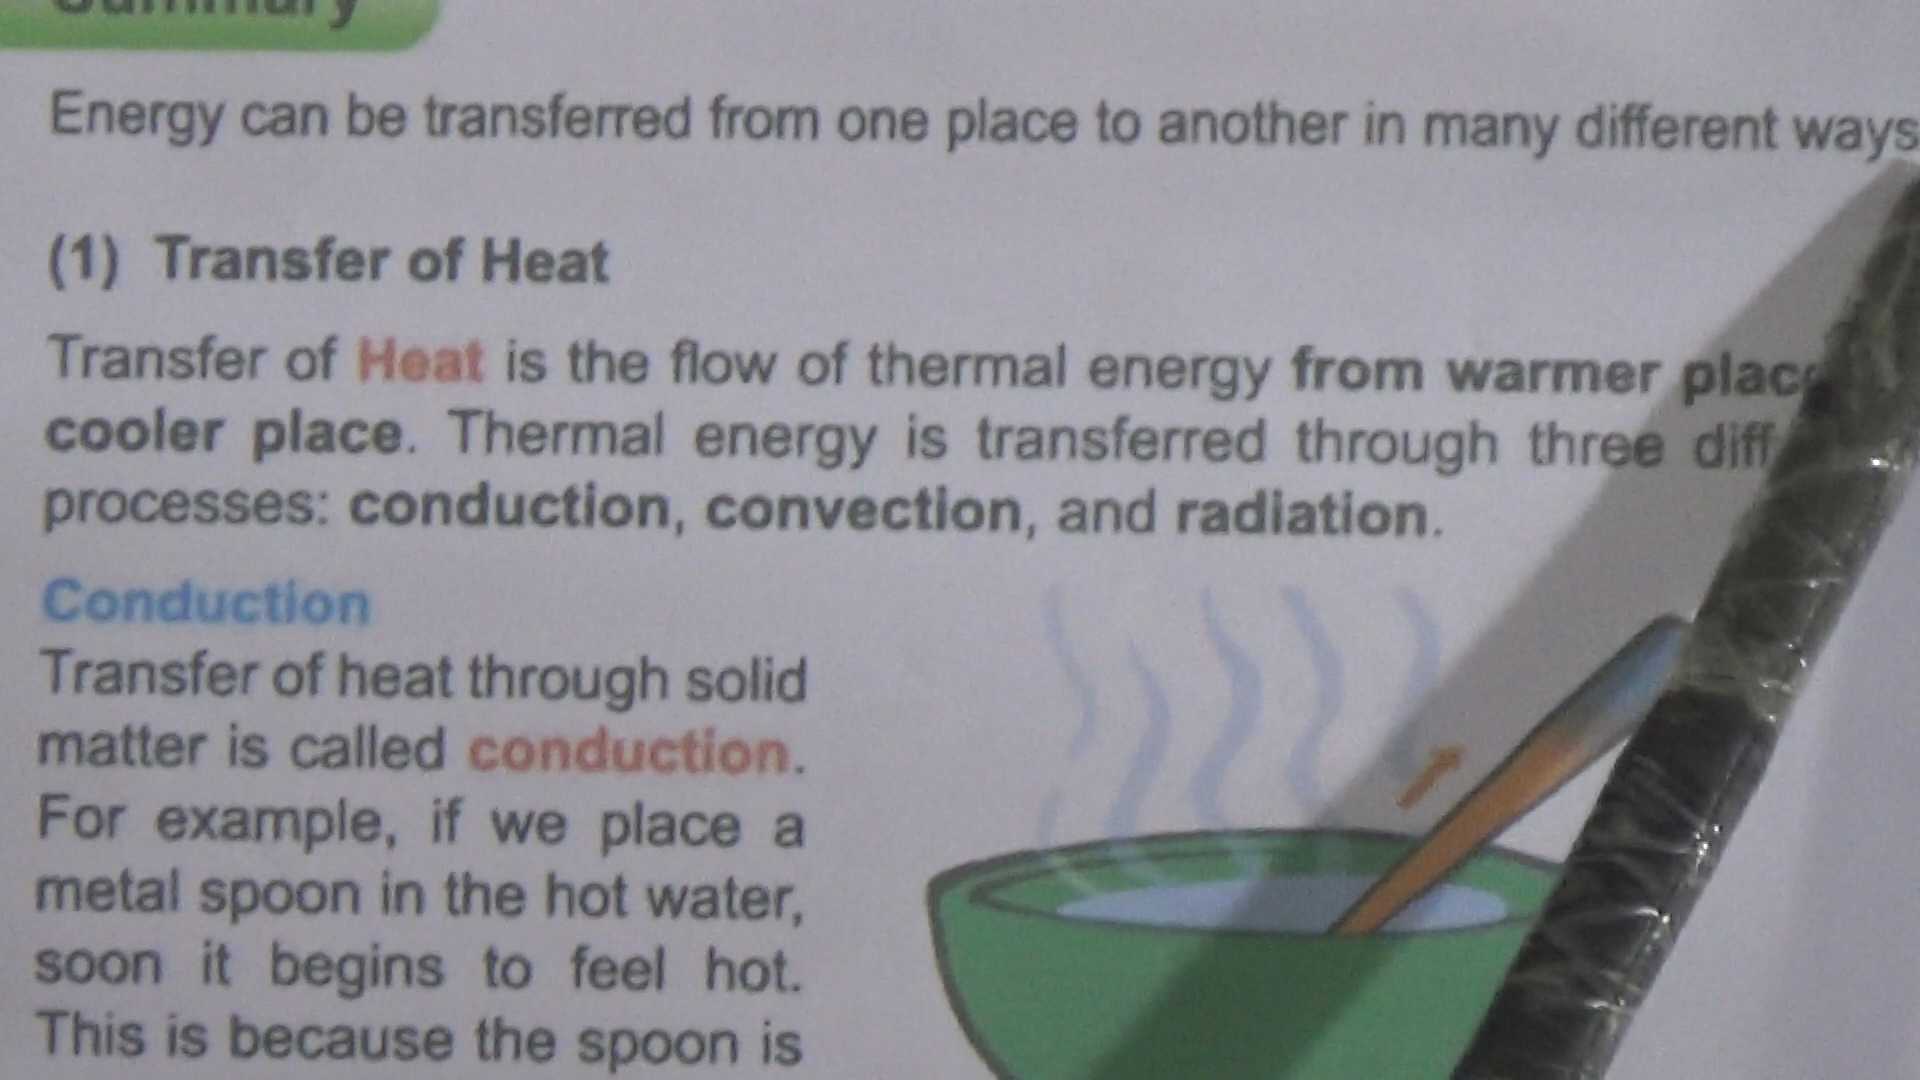 Summary
Energy can be transferred from one place to another in many different ways
(1) Transfer of Heat
Transfer of Heat is the flow of thermal energy from warmer
cooler place. Thermal energy is transferred through three
processes: conduction, convection, and radiation.
Conduction
Transfer of heat through solid
matter is called conduction.
For example, if we place a
metal spoon in the hot water,
soon it begins to feel hot.
This is because the spoon is